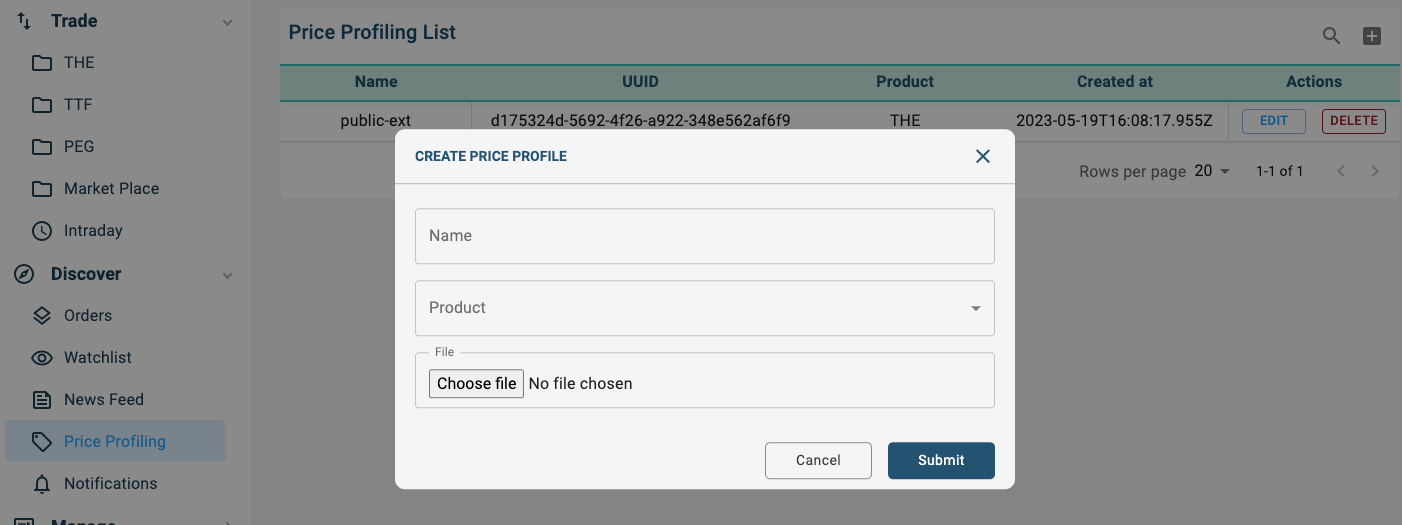 Trade
THE
TTF
PEG
Market Place
Intraday
Discover
Orders
Watchlist
News Feed
Price Profiling
Notifications
Manage
Price Profiling List
Name UUID Product Created at Actions
public-ext d175324d-5692-4f26-a922-348e562af6f9 THE 2023-05-19T16:08:17.955Z EDIT DELETE
Rows per page 20 1-1 of 1
CREATE PRICE PROFILE
Name
Product
File
Choose file No file chosen
Cancel Submit